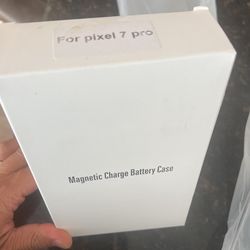 For pixel 7 pro
Magnetic Charge Battery Case